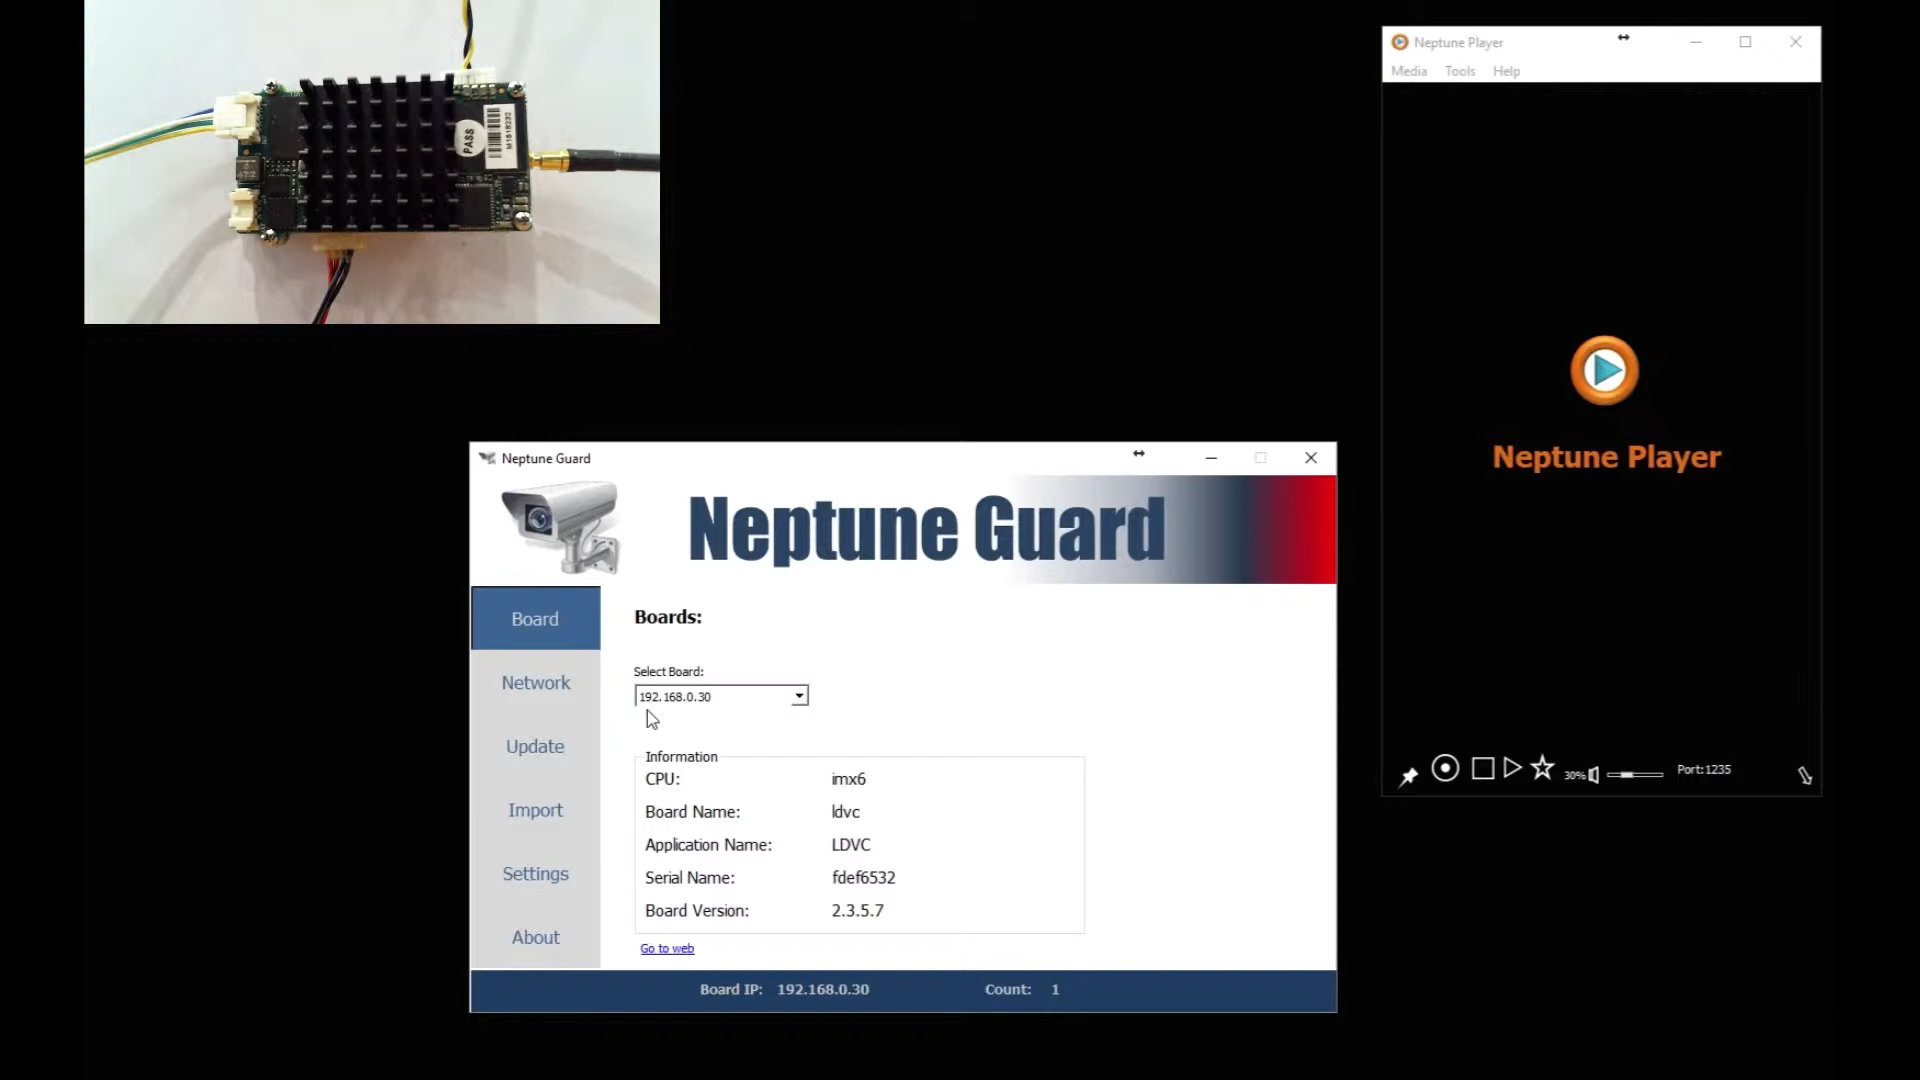 PASS
M1518232
472
Neptune Player
Media Tools Help
Neptune Player
30%
Port:1235
Neptune Guard
Neptune Guard
Board
Network
Update
Import
Settings
About
Boards:
Select Board:
192.168.0.30
Information
CPU: imx6
Board Name: ldvc
Application Name: LDVC
Serial Name: fdef6532
Board Version: 2.3.5.7
Go to web
Board IP: 192.168.0.30 Count: 1